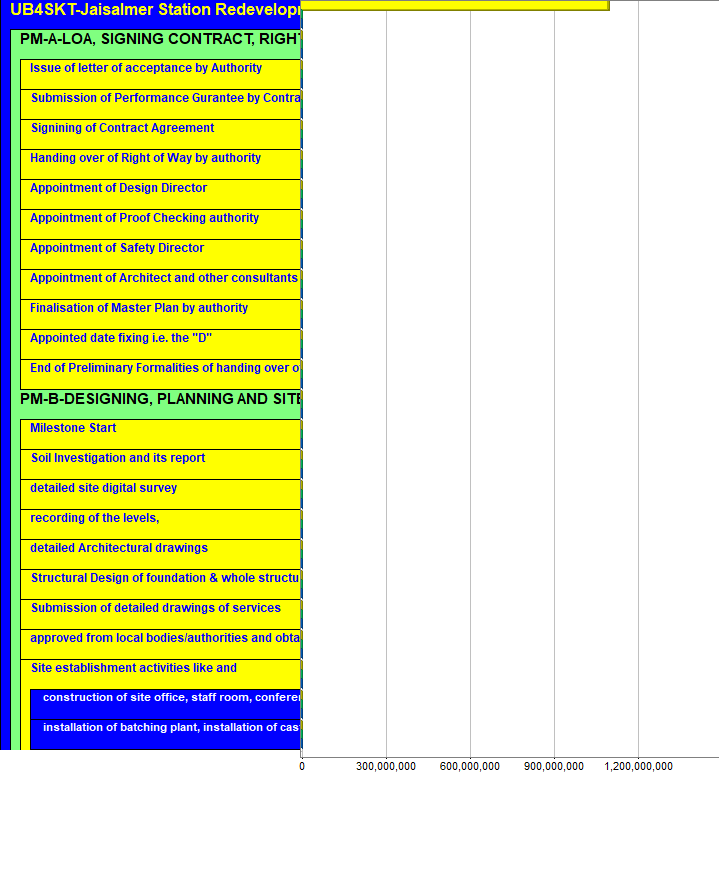 UB4SKT-Jaisalmer Station Redevelop
PM-A-LOA, SIGNING CONTRACT, RIGHT
Issue of letter of acceptance by Authority
Submission of Performance Gurantee by Contra
Signining of Contract Agreement
Handing over of Right of Way by authority
Appointment of Design Director
Appointment of Proof Checking authority
Appointment of Safety Director
Appointment of Architect and other consultants
Finalisation of Master Plan by authority
Appointed date fixing i.e. the "D"
End of Preliminary Formalities of handing over o
PM-B-DESIGNING, PLANNING AND SITE
Milestone Start
Soil Investigation and its report
detailed site digital survey
recording of the levels,
detailed Architectural drawings
Structural Design of foundation & whole structu
Submission of detailed drawings of services
approved from local bodies/authorities and obta
Site establishment activities like and
construction of site office, staff room, conferen
installation of batching plant, installation of cas
0 300,000,000 600,000,000 900,000,000 1,200,000,000